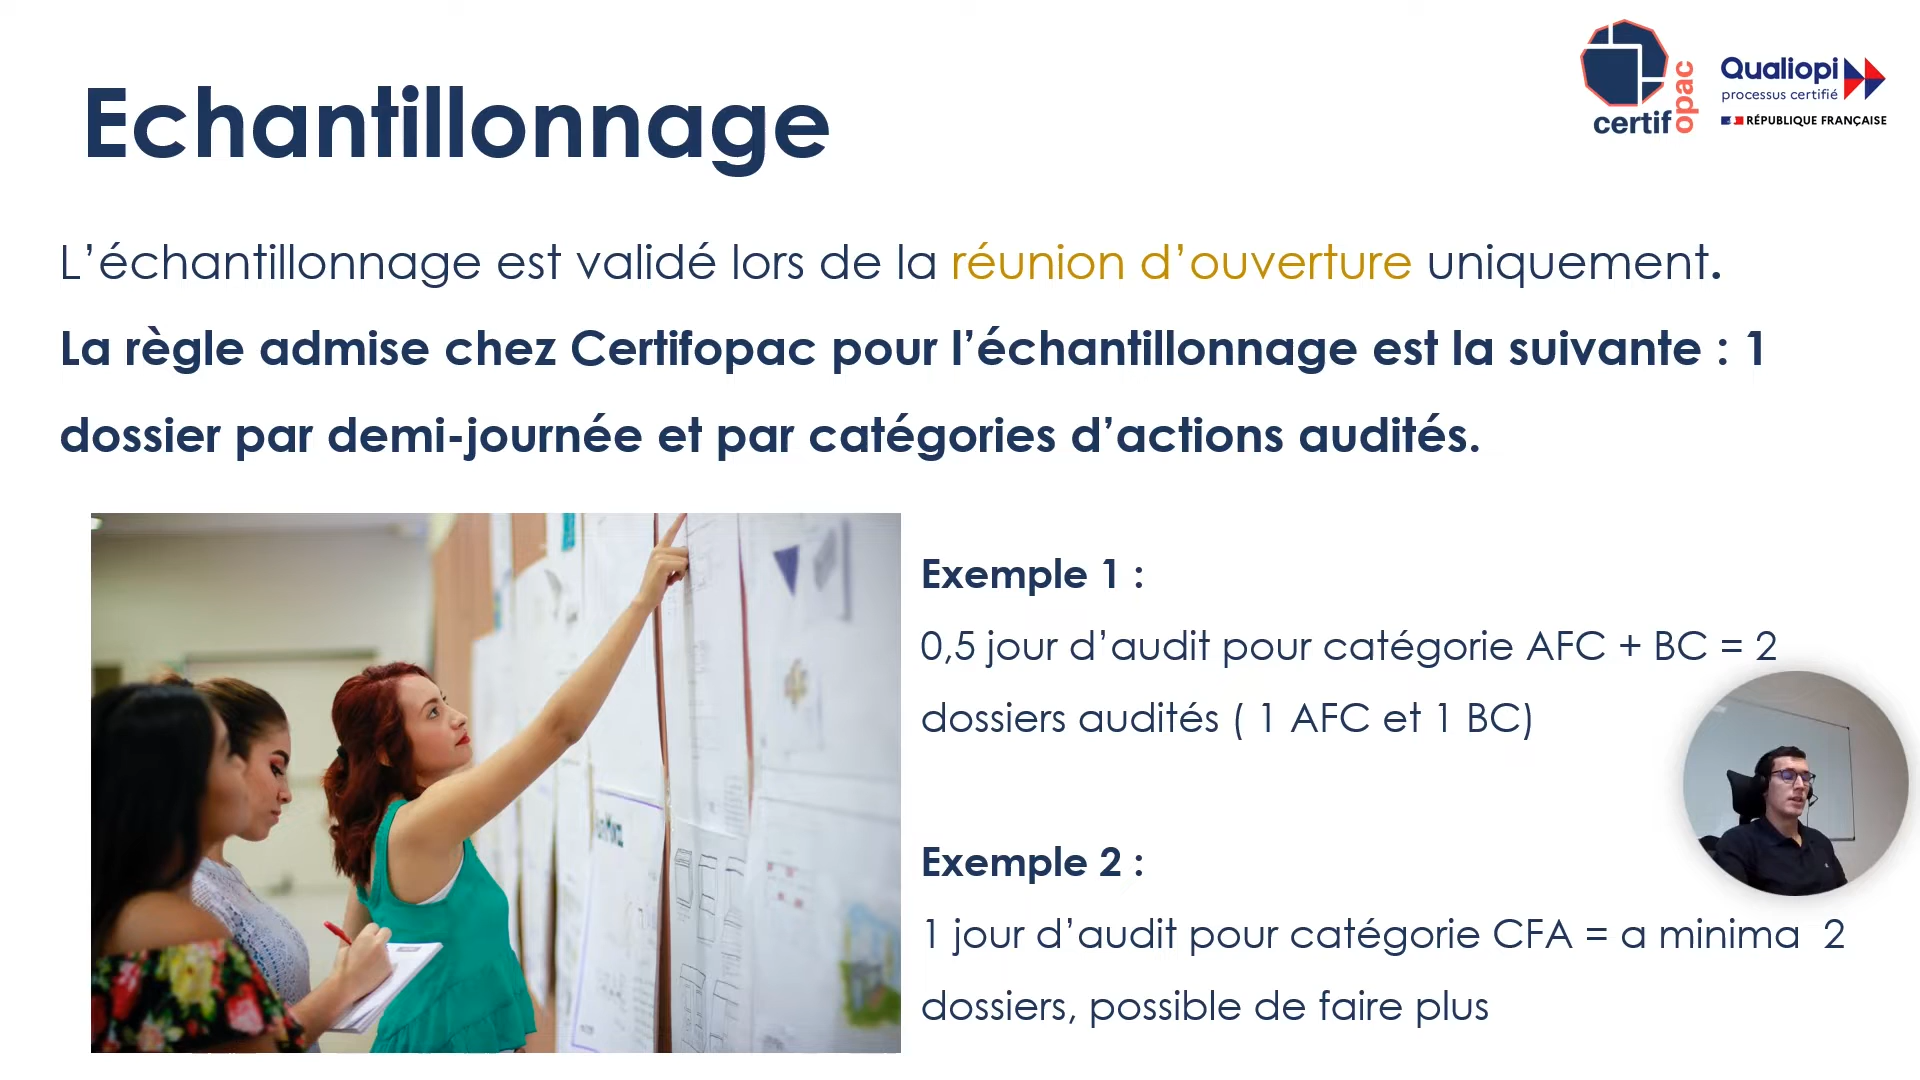 certifopac
Qualiopi
processus certifié
RÉPUBLIQUE FRANÇAISE
Echantillonnage
L’échantillonnage est validé lors de la réunion d’ouverture uniquement.
La règle admise chez Certifopac pour l’échantillonnage est la suivante : 1
dossier par demi-journée et par catégories d’actions audités.
Exemple 1 :
0,5 jour d’audit pour catégorie AFC + BC = 2
dossiers audités ( 1 AFC et 1 BC)
Exemple 2 :
1 jour d’audit pour catégorie CFA = a minima  2
dossiers, possible de faire plus